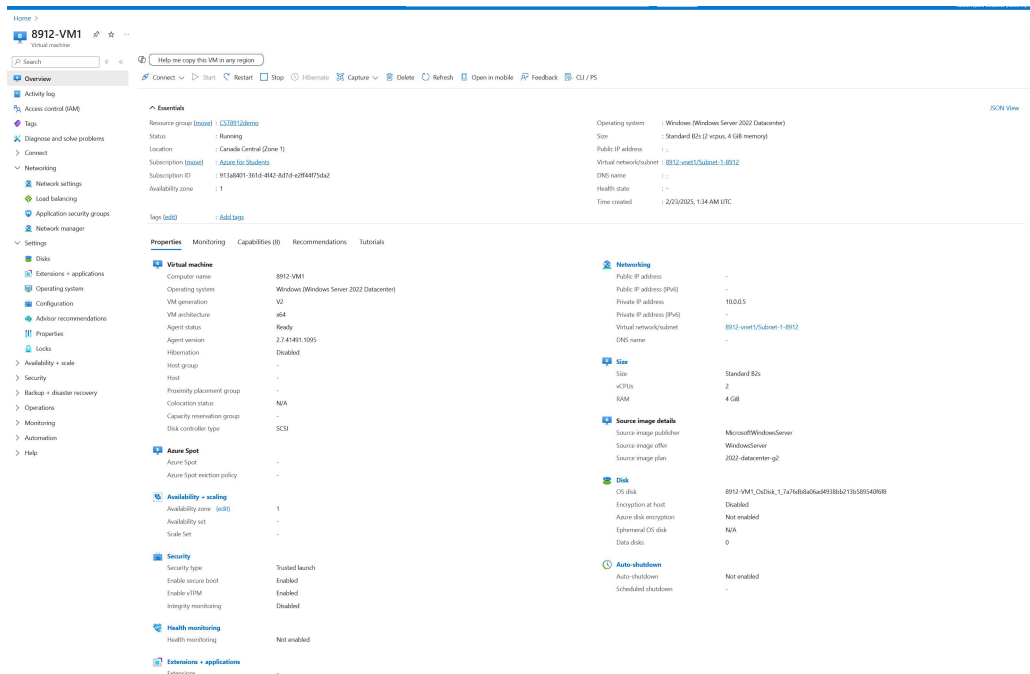 Home >
8912-VM1
Virtual machine
Search
Overview
Activity log
Access control (IAM)
Tags
Diagnose and solve problems
Connect
Networking
Network settings
Load balancing
Application security groups
Network manager
Settings
Disks
Extensions + applications
Operating system
Configuration
Advisor recommendations
Properties
Locks
Availability + scale
Security
Backup + disaster recovery
Operations
Monitoring
Automation
Help
Help me copy this VM in any region
Connect Start Restart Stop Hibernate Capture Delete Refresh Open in mobile Feedback CLI / PS
Essentials
JSON View
Resource group (move) : CST8912demo
Status : Running
Location : Canada Central (Zone 1)
Subscription (move) : Azure for Students
Subscription ID : 913a8401-361d-4f42-8d7d-e2ff44f75da2
Availability zone : 1
Operating system : Windows (Windows Server 2022 Datacenter)
Size : Standard B2s (2 vcpus, 4 GiB memory)
Public IP address : -
Virtual network/subnet : 8912-vnet1/Subnet-1-8912
DNS name : -
Health state : -
Time created : 2/23/2025, 1:34 AM UTC
Tags (edit) : Add tags
Properties Monitoring Capabilities (8) Recommendations Tutorials
Virtual machine
Computer name 8912-VM1
Operating system Windows (Windows Server 2022 Datacenter)
VM generation V2
VM architecture x64
Agent status Ready
Agent version 2.7.41491.1095
Hibernation Disabled
Host group -
Host -
Proximity placement group -
Colocation status N/A
Capacity reservation group -
Disk controller type SCSI
Azure Spot
Azure Spot -
Azure Spot eviction policy -
Availability + scaling
Availability zone (edit) 1
Availability set -
Scale Set -
Security
Security type Trusted launch
Enable secure boot Enabled
Enable vTPM Enabled
Integrity monitoring Disabled
Health monitoring
Health monitoring Not enabled
Extensions + applications
Extensions -
Networking
Public IP address -
Public IP address (IPv6) -
Private IP address 10.0.0.5
Private IP address (IPv6) -
Virtual network/subnet 8912-vnet1/Subnet-1-8912
DNS name -
Size
Size Standard B2s
vCPUs 2
RAM 4 GiB
Source image details
Source image publisher MicrosoftWindowsServer
Source image offer WindowsServer
Source image plan 2022-datacenter-g2
Disk
OS disk 8912-VM1_OsDisk_1_7a76db8a06ad4938bb213b589540f6f8
Encryption at host Disabled
Azure disk encryption Not enabled
Ephemeral OS disk N/A
Data disks 0
Auto-shutdown
Auto-shutdown Not enabled
Scheduled shutdown -